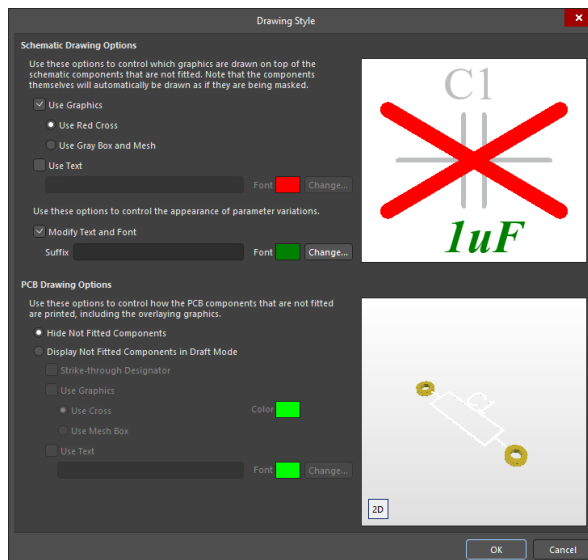 Drawing Style
Schematic Drawing Options
Use these options to control which graphics are drawn on top of the
schematic components that are not fitted. Note that the components
themselves will automatically be drawn as if they are being masked.
Use Graphics
Use Red Cross
Use Gray Box and Mesh
Use Text
Font Change...
Use these options to control the appearance of parameter variations.
Modify Text and Font
Suffix Font Change...
C1
1uF
PCB Drawing Options
Use these options to control how the PCB components that are not fitted
are printed, including the overlaying graphics.
Hide Not Fitted Components
Display Not Fitted Components in Draft Mode
Strike-through Designator
Use Graphics
Use Cross Color
Use Mesh Box
Use Text
Font Change...
C1
2D
OK Cancel